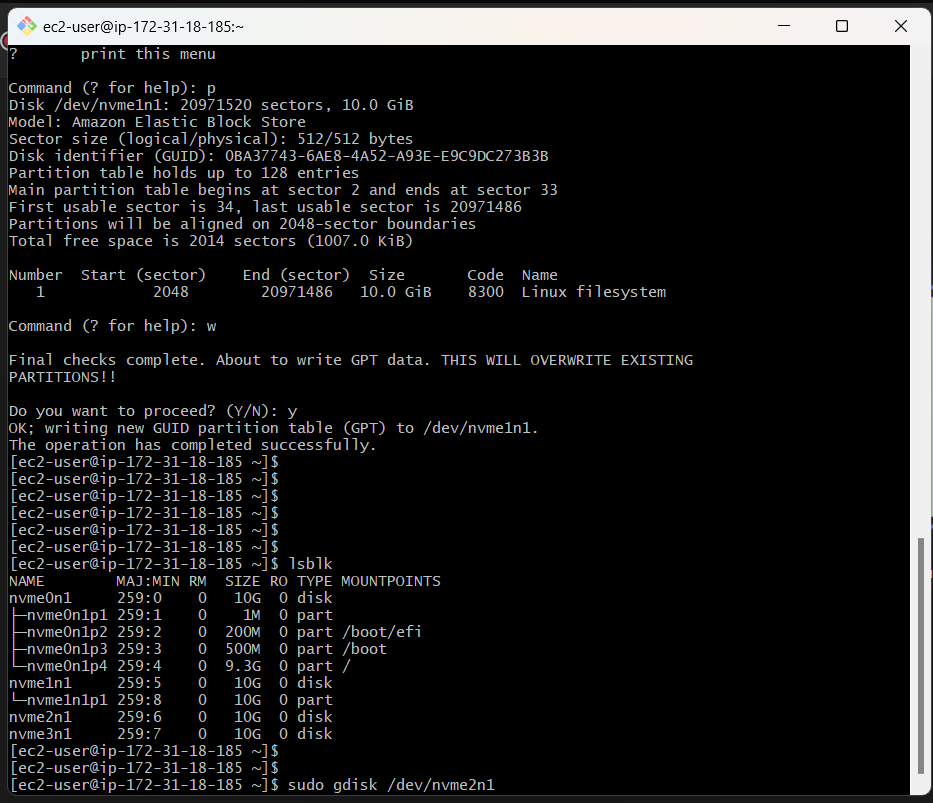 ec2-user@ip-172-31-18-185:~
?       print this menu
Command (? for help): p
Disk /dev/nvme1n1: 20971520 sectors, 10.0 GiB
Model: Amazon Elastic Block Store
Sector size (logical/physical): 512/512 bytes
Disk identifier (GUID): 0BA37743-6AE8-4A52-A93E-E9C9DC273B3B
Partition table holds up to 128 entries
Main partition table begins at sector 2 and ends at sector 33
First usable sector is 34, last usable sector is 20971486
Partitions will be aligned on 2048-sector boundaries
Total free space is 2014 sectors (1007.0 KiB)
Number  Start (sector)    End (sector)  Size       Code  Name
   1            2048        20971486   10.0 GiB    8300  Linux filesystem
Command (? for help): w
Final checks complete. About to write GPT data. THIS WILL OVERWRITE EXISTING
PARTITIONS!!
Do you want to proceed? (Y/N): y
OK; writing new GUID partition table (GPT) to /dev/nvme1n1.
The operation has completed successfully.
[ec2-user@ip-172-31-18-185 ~]$
[ec2-user@ip-172-31-18-185 ~]$
[ec2-user@ip-172-31-18-185 ~]$
[ec2-user@ip-172-31-18-185 ~]$
[ec2-user@ip-172-31-18-185 ~]$
[ec2-user@ip-172-31-18-185 ~]$
[ec2-user@ip-172-31-18-185 ~]$ lsblk
NAME        MAJ:MIN RM  SIZE RO TYPE MOUNTPOINTS
nvme0n1     259:0    0   10G  0 disk
├─nvme0n1p1 259:1    0    1M  0 part
├─nvme0n1p2 259:2    0  200M  0 part /boot/efi
├─nvme0n1p3 259:3    0  500M  0 part /boot
└─nvme0n1p4 259:4    0  9.3G  0 part /
nvme1n1     259:5    0   10G  0 disk
└─nvme1n1p1 259:8    0   10G  0 part
nvme2n1     259:6    0   10G  0 disk
nvme3n1     259:7    0   10G  0 disk
[ec2-user@ip-172-31-18-185 ~]$
[ec2-user@ip-172-31-18-185 ~]$
[ec2-user@ip-172-31-18-185 ~]$ sudo gdisk /dev/nvme2n1